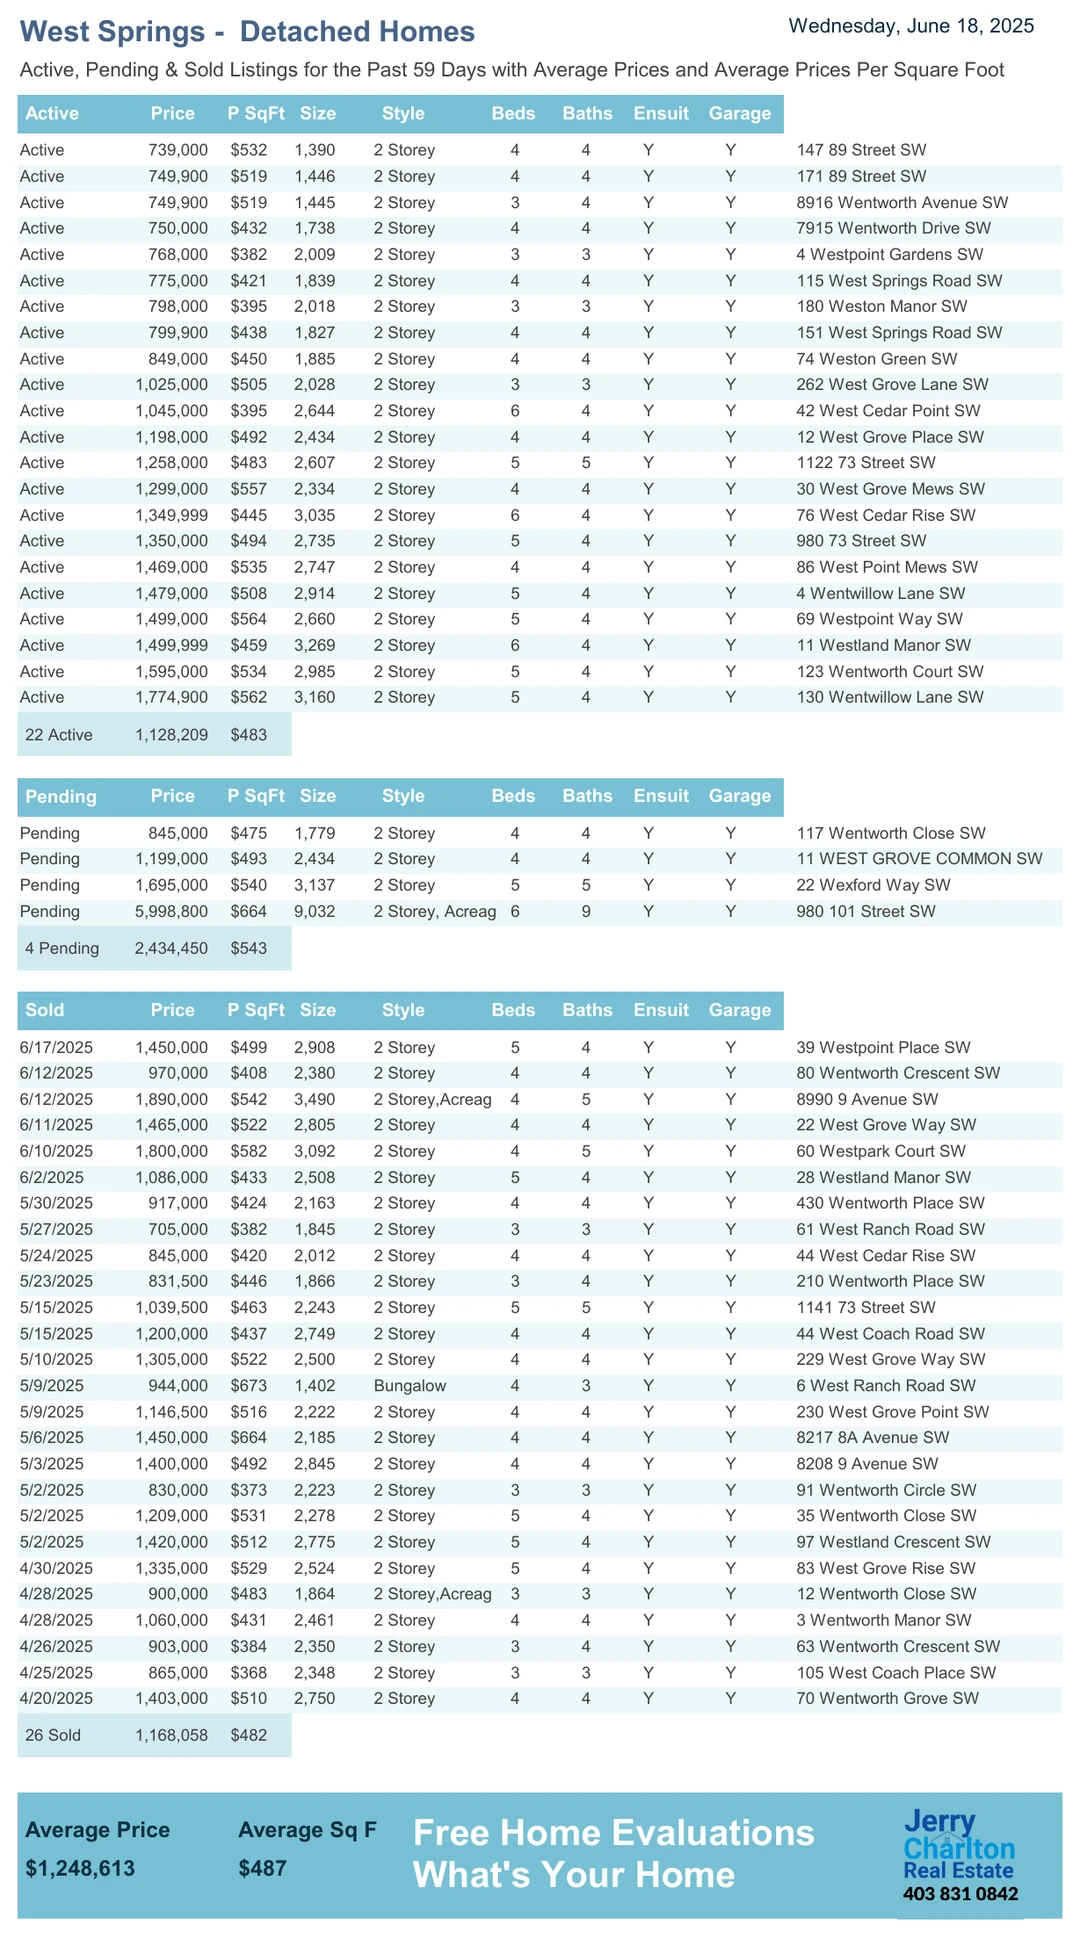 West Springs - Detached Homes
Wednesday, June 18, 2025
Active, Pending & Sold Listings for the Past 59 Days with Average Prices and Average Prices Per Square Foot
Active Price P SqFt Size Style Beds Baths Ensuit Garage
Active 739,000 $532 1,390 2 Storey 4 4 Y Y 147 89 Street SW
Active 749,900 $519 1,446 2 Storey 4 4 Y Y 171 89 Street SW
Active 749,900 $519 1,445 2 Storey 3 4 Y Y 8916 Wentworth Avenue SW
Active 750,000 $432 1,738 2 Storey 4 4 Y Y 7915 Wentworth Drive SW
Active 768,000 $382 2,009 2 Storey 3 3 Y Y 4 Westpoint Gardens SW
Active 775,000 $421 1,839 2 Storey 4 4 Y Y 115 West Springs Road SW
Active 798,000 $395 2,018 2 Storey 3 3 Y Y 180 Weston Manor SW
Active 799,900 $438 1,827 2 Storey 4 4 Y Y 151 West Springs Road SW
Active 849,000 $450 1,885 2 Storey 4 4 Y Y 74 Weston Green SW
Active 1,025,000 $505 2,028 2 Storey 3 3 Y Y 262 West Grove Lane SW
Active 1,045,000 $395 2,644 2 Storey 6 4 Y Y 42 West Cedar Point SW
Active 1,198,000 $492 2,434 2 Storey 4 4 Y Y 12 West Grove Place SW
Active 1,258,000 $483 2,607 2 Storey 5 5 Y Y 1122 73 Street SW
Active 1,299,000 $557 2,334 2 Storey 4 4 Y Y 30 West Grove Mews SW
Active 1,349,999 $445 3,035 2 Storey 6 4 Y Y 76 West Cedar Rise SW
Active 1,350,000 $494 2,735 2 Storey 5 4 Y Y 980 73 Street SW
Active 1,469,000 $535 2,747 2 Storey 4 4 Y Y 86 West Point Mews SW
Active 1,479,000 $508 2,914 2 Storey 5 4 Y Y 4 Wentwillow Lane SW
Active 1,499,000 $564 2,660 2 Storey 5 4 Y Y 69 Westpoint Way SW
Active 1,499,999 $459 3,269 2 Storey 6 4 Y Y 11 Westland Manor SW
Active 1,595,000 $534 2,985 2 Storey 5 4 Y Y 123 Wentworth Court SW
Active 1,774,900 $562 3,160 2 Storey 5 4 Y Y 130 Wentwillow Lane SW
22 Active 1,128,209 $483
Pending Price P SqFt Size Style Beds Baths Ensuit Garage
Pending 845,000 $475 1,779 2 Storey 4 4 Y Y 117 Wentworth Close SW
Pending 1,199,000 $493 2,434 2 Storey 4 4 Y Y 11 WEST GROVE COMMON SW
Pending 1,695,000 $540 3,137 2 Storey 5 5 Y Y 22 Wexford Way SW
Pending 5,998,800 $664 9,032 2 Storey, Acreag 6 9 Y Y 980 101 Street SW
4 Pending 2,434,450 $543
Sold Price P SqFt Size Style Beds Baths Ensuit Garage
6/17/2025 1,450,000 $499 2,908 2 Storey 5 4 Y Y 39 Westpoint Place SW
6/12/2025 970,000 $408 2,380 2 Storey 4 4 Y Y 80 Wentworth Crescent SW
6/12/2025 1,890,000 $542 3,490 2 Storey,Acreag 4 5 Y Y 8990 9 Avenue SW
6/11/2025 1,465,000 $522 2,805 2 Storey 4 4 Y Y 22 West Grove Way SW
6/10/2025 1,800,000 $582 3,092 2 Storey 4 5 Y Y 60 Westpark Court SW
6/2/2025 1,086,000 $433 2,508 2 Storey 5 4 Y Y 28 Westland Manor SW
5/30/2025 917,000 $424 2,163 2 Storey 4 4 Y Y 430 Wentworth Place SW
5/27/2025 705,000 $382 1,845 2 Storey 3 3 Y Y 61 West Ranch Road SW
5/24/2025 845,000 $420 2,012 2 Storey 4 4 Y Y 44 West Cedar Rise SW
5/23/2025 831,500 $446 1,866 2 Storey 3 4 Y Y 210 Wentworth Place SW
5/15/2025 1,039,500 $463 2,243 2 Storey 5 5 Y Y 1141 73 Street SW
5/15/2025 1,200,000 $437 2,749 2 Storey 4 4 Y Y 44 West Coach Road SW
5/10/2025 1,305,000 $522 2,500 2 Storey 4 4 Y Y 229 West Grove Way SW
5/9/2025 944,000 $673 1,402 Bungalow 4 3 Y Y 6 West Ranch Road SW
5/9/2025 1,146,500 $516 2,222 2 Storey 4 4 Y Y 230 West Grove Point SW
5/6/2025 1,450,000 $664 2,185 2 Storey 4 4 Y Y 8217 8A Avenue SW
5/3/2025 1,400,000 $492 2,845 2 Storey 4 4 Y Y 8208 9 Avenue SW
5/2/2025 830,000 $373 2,223 2 Storey 3 3 Y Y 91 Wentworth Circle SW
5/2/2025 1,209,000 $531 2,278 2 Storey 5 4 Y Y 35 Wentworth Close SW
5/2/2025 1,420,000 $512 2,775 2 Storey 5 4 Y Y 97 Westland Crescent SW
4/30/2025 1,335,000 $529 2,524 2 Storey 5 4 Y Y 83 West Grove Rise SW
4/28/2025 900,000 $483 1,864 2 Storey,Acreag 3 3 Y Y 12 Wentworth Close SW
4/28/2025 1,060,000 $431 2,461 2 Storey 4 4 Y Y 3 Wentworth Manor SW
4/26/2025 903,000 $384 2,350 2 Storey 3 4 Y Y 63 Wentworth Crescent SW
4/25/2025 865,000 $368 2,348 2 Storey 3 3 Y Y 105 West Coach Place SW
4/20/2025 1,403,000 $510 2,750 2 Storey 4 4 Y Y 70 Wentworth Grove SW
26 Sold 1,168,058 $482
Average Price Average Sq F
$1,248,613 $487
Free Home Evaluations
What's Your Home
Jerry
Charlton
Real Estate
403 831 0842